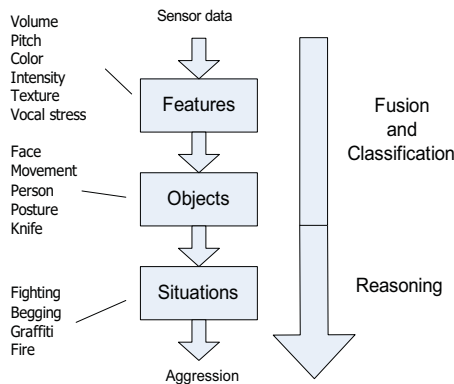 Sensor data
Volume
Pitch
Color
Intensity
Texture
Vocal stress
Features
Face
Movement
Person
Posture
Knife
Objects
Fighting
Begging
Graffiti
Fire
Situations
Aggression
Fusion
and
Classification
Reasoning